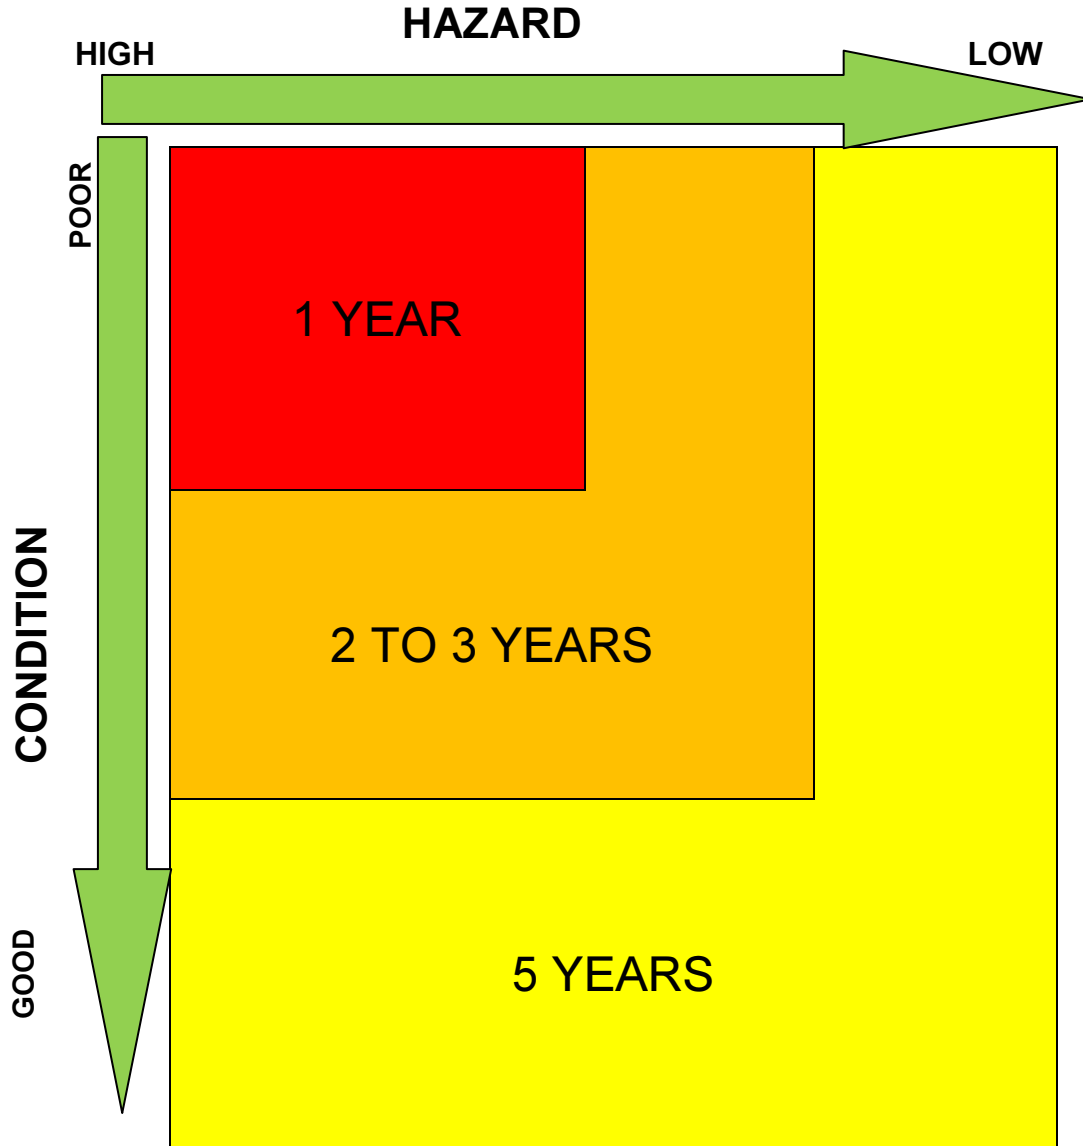 HAZARD
HIGH
LOW
POOR
1 YEAR
CONDITION
2 TO 3 YEARS
GOOD
5 YEARS